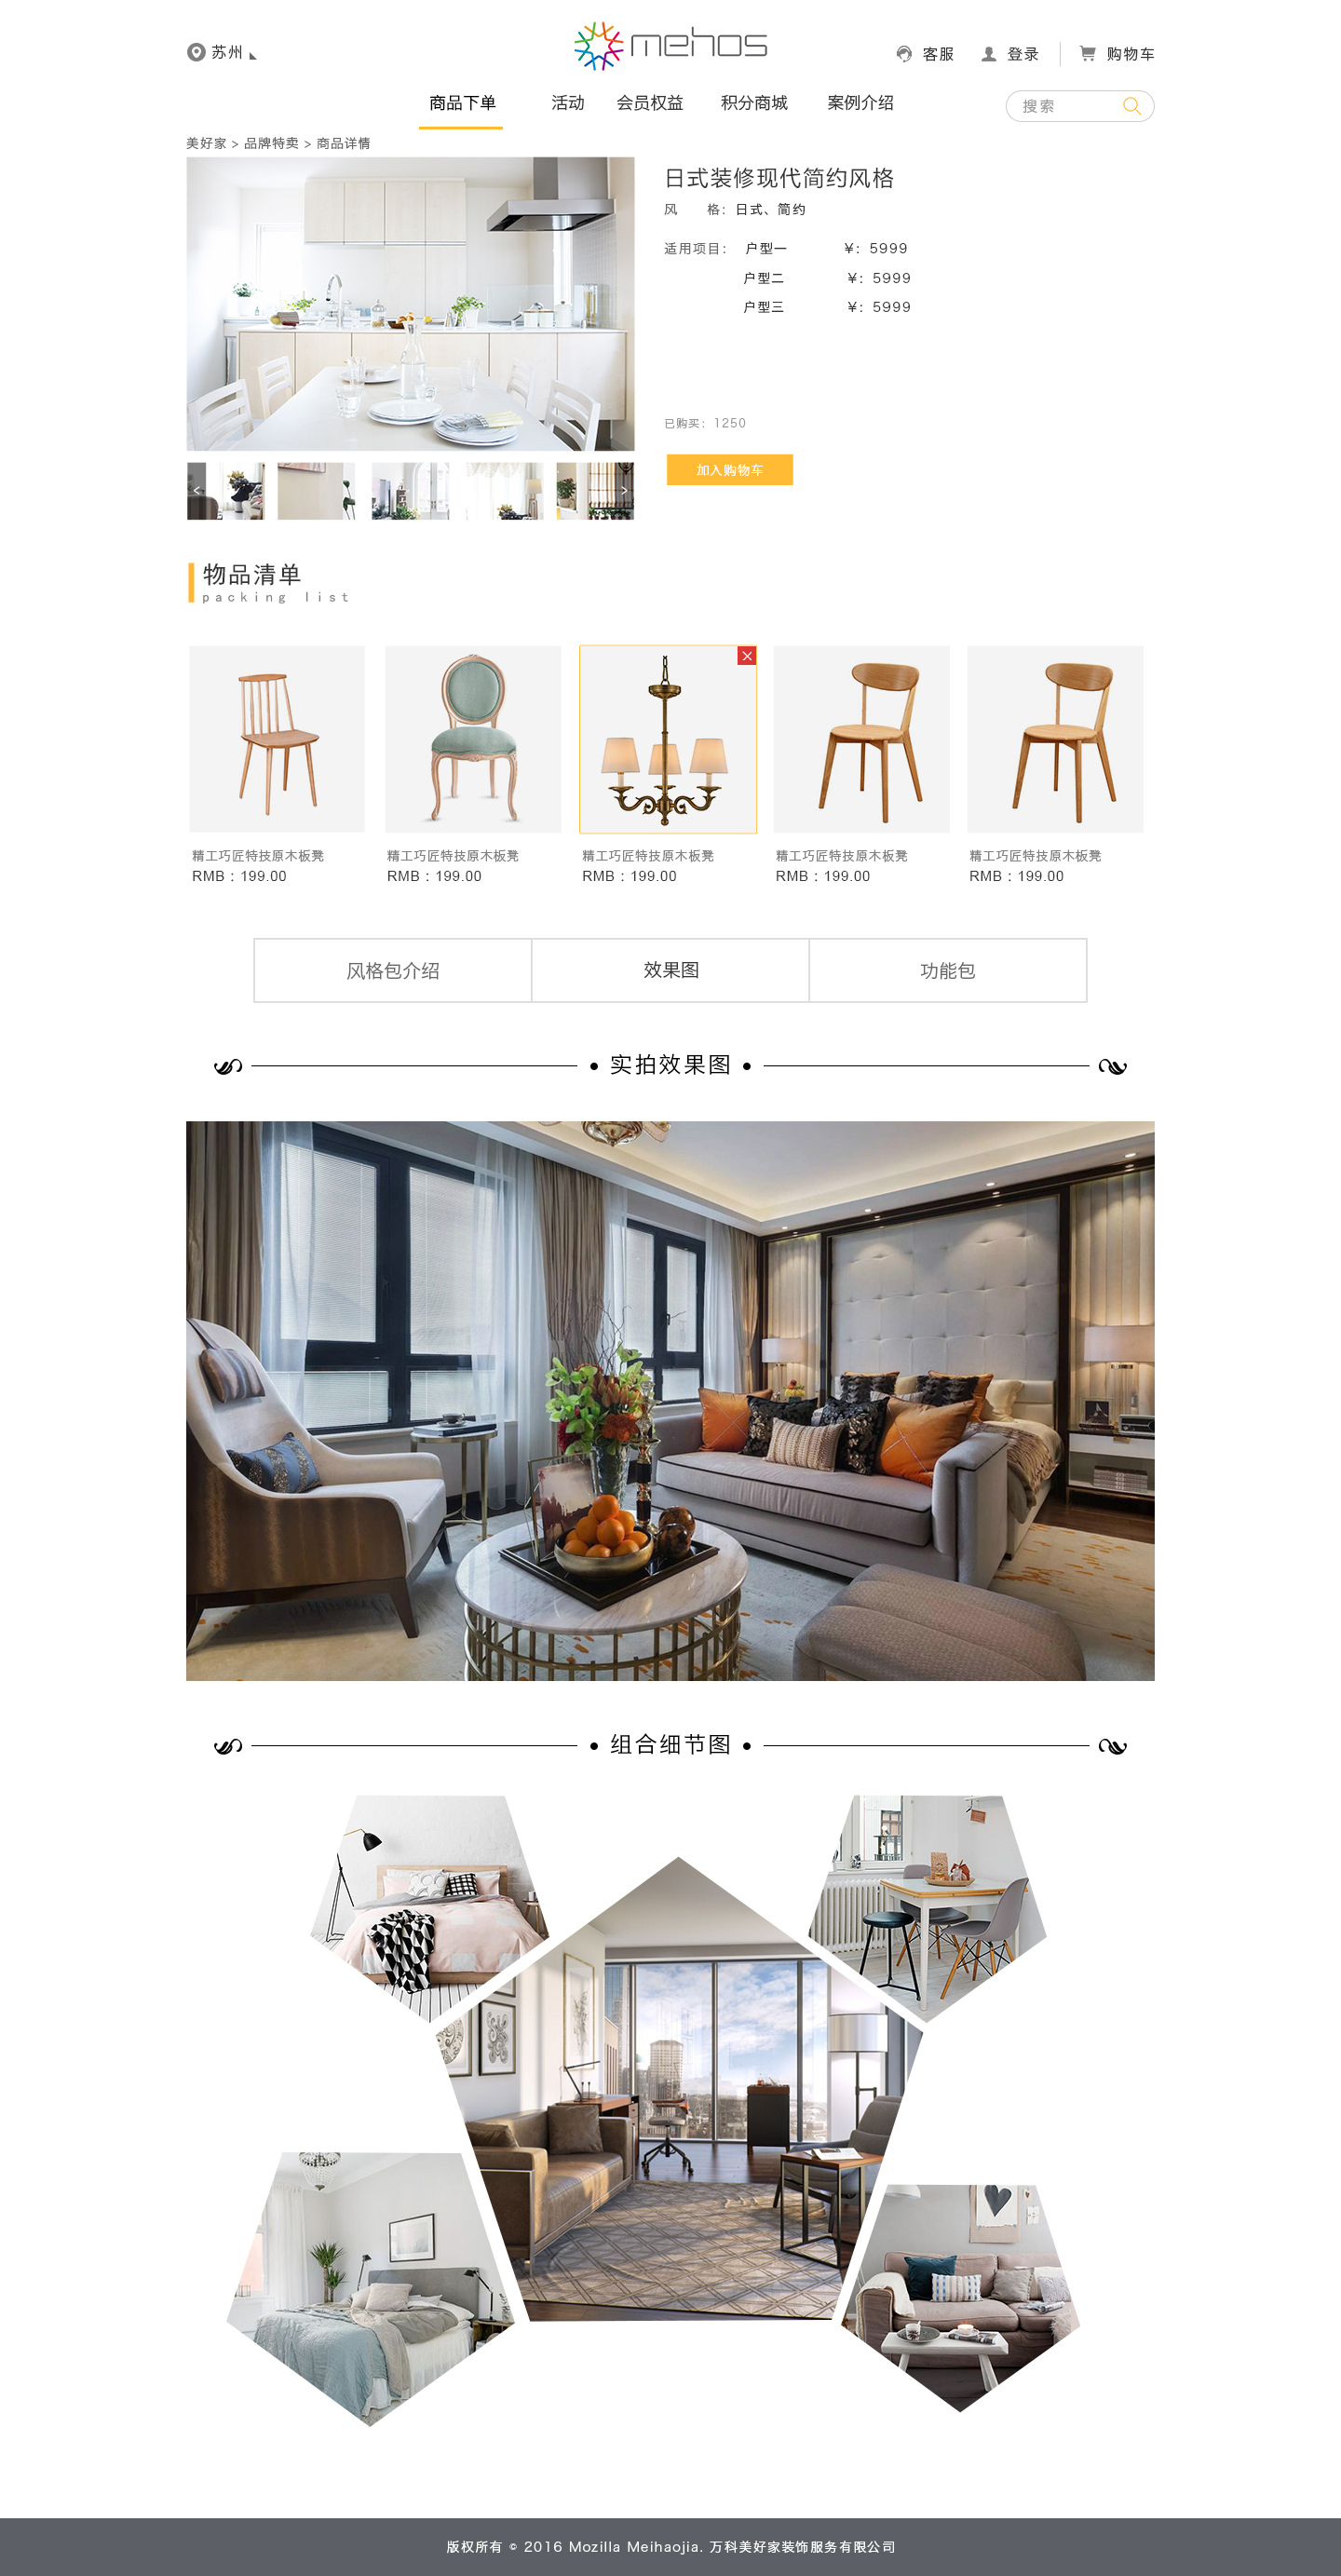 苏州
mehos
客服 登录 购物车
商品下单 活动 会员权益 积分商城 案例介绍
搜索
美好家 > 品牌特卖 > 商品详情
日式装修现代简约风格
风 格：日式、简约
适用项目： 户型一 ¥：5999
户型二 ¥：5999
户型三 ¥：5999
已购买：1250
加入购物车
物品清单
packing list
精工巧匠特技原木板凳 精工巧匠特技原木板凳 精工巧匠特技原木板凳 精工巧匠特技原木板凳 精工巧匠特技原木板凳
RMB : 199.00 RMB : 199.00 RMB : 199.00 RMB : 199.00 RMB : 199.00
风格包介绍 效果图 功能包
• 实拍效果图 •
• 组合细节图 •
版权所有 © 2016 Mozilla Meihaojia. 万科美好家装饰服务有限公司